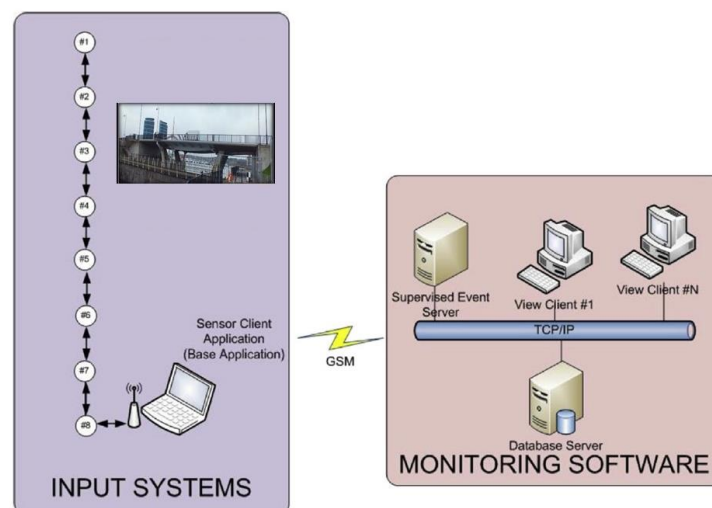 #1
#2
#3
#4
#5
#6
#7
#8
Sensor Client
Application
(Base Application)
INPUT SYSTEMS
GSM
Supervised Event
Server
View Client #1
View Client #N
TCP/IP
Database Server
MONITORING SOFTWARE